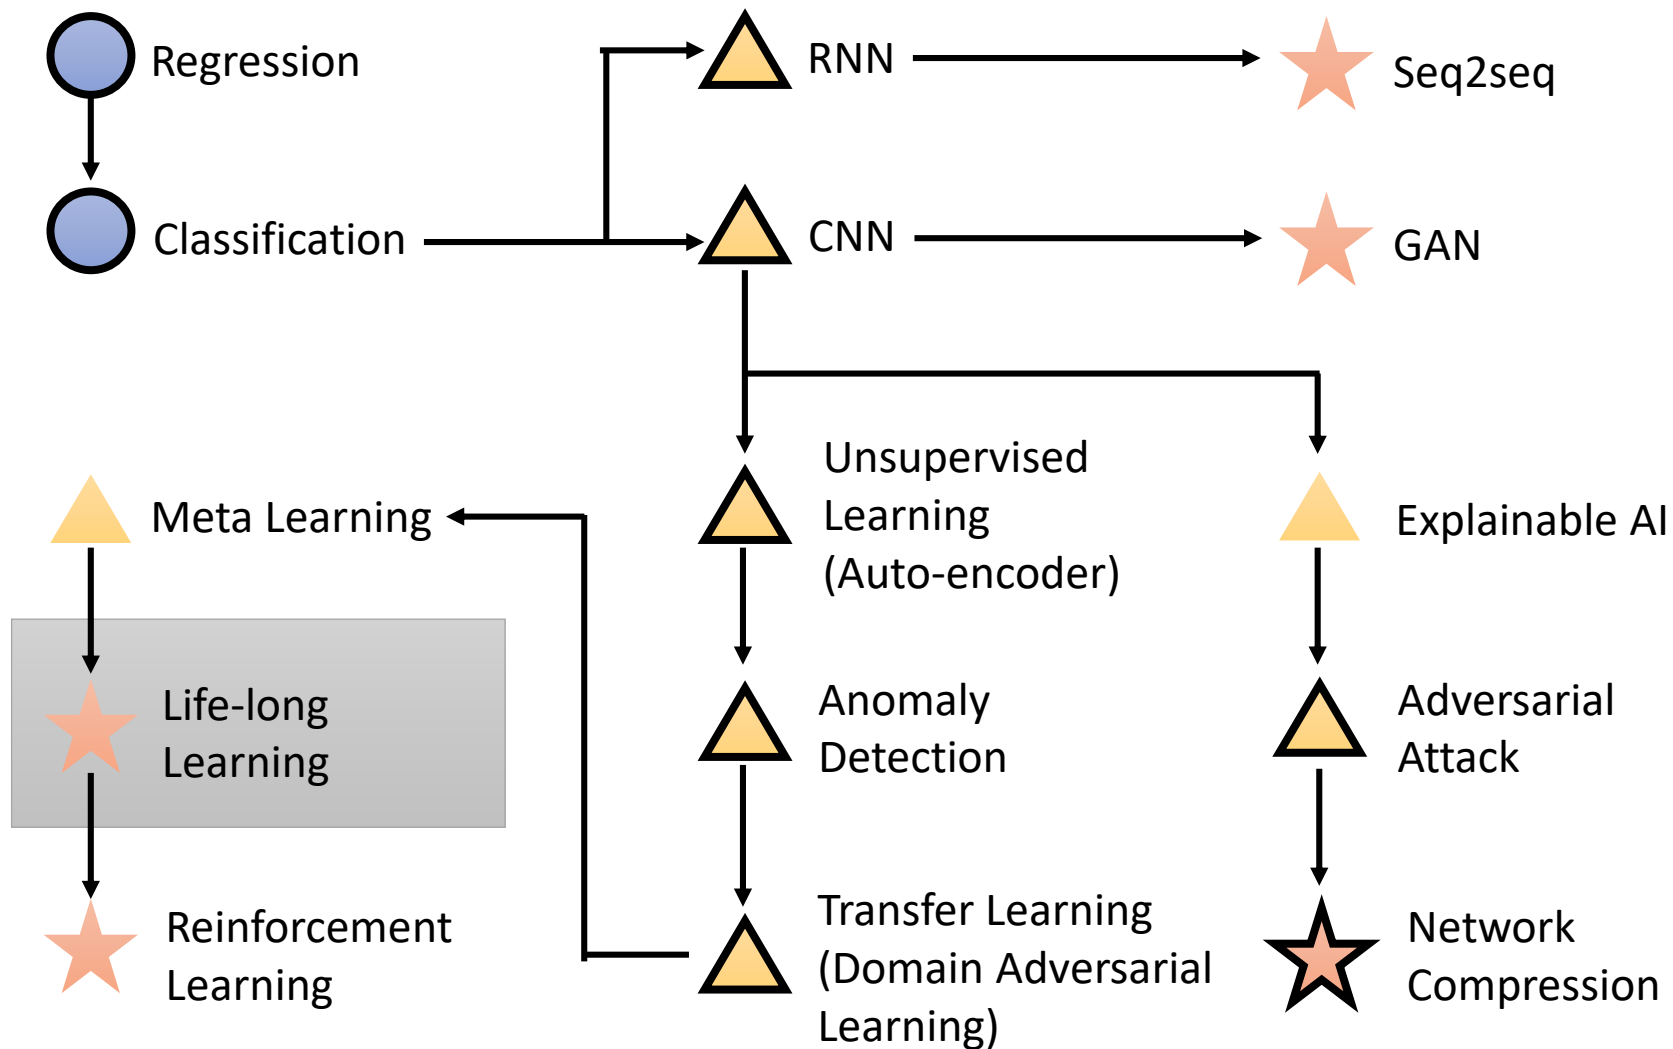 Regression
RNN
Seq2seq
Classification
CNN
GAN
Meta Learning
Unsupervised
Learning
(Auto-encoder)
Explainable AI
Life-long
Learning
Anomaly
Detection
Adversarial
Attack
Reinforcement
Learning
Transfer Learning
(Domain Adversarial
Learning)
Network
Compression